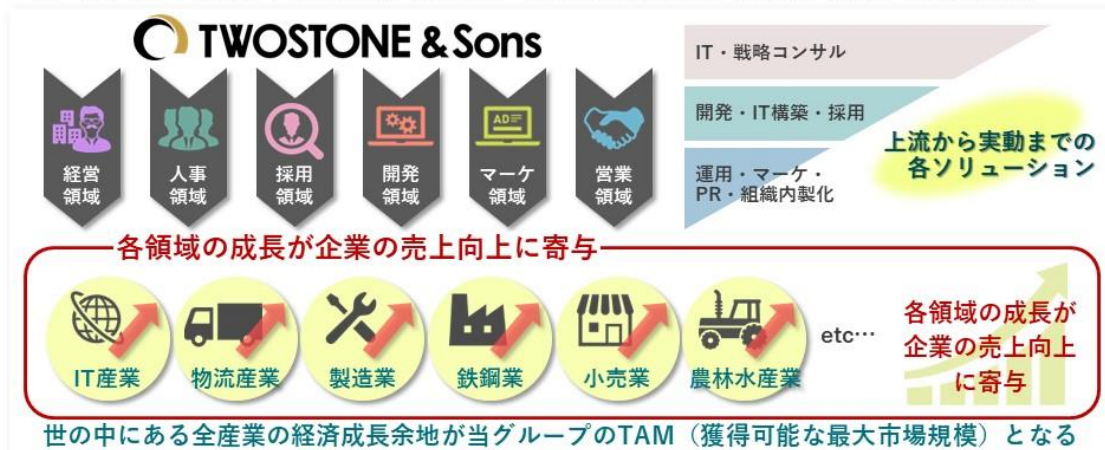 TWOSTONE & Sons
経営
領域
人事
領域
採用
領域
開発
領域
AD
マーケ
領域
営業
領域
IT・戦略コンサル
開発・IT構築・採用
運用・マーケ・
PR・組織内製化
上流から実動までの
各ソリューション
各領域の成長が企業の売上向上に寄与
IT産業
物流産業
製造業
鉄鋼業
小売業
農林水産業
etc…
各領域の成長が
企業の売上向上
に寄与
世の中にある全産業の経済成長余地が当グループのTAM（獲得可能な最大市場規模）となる